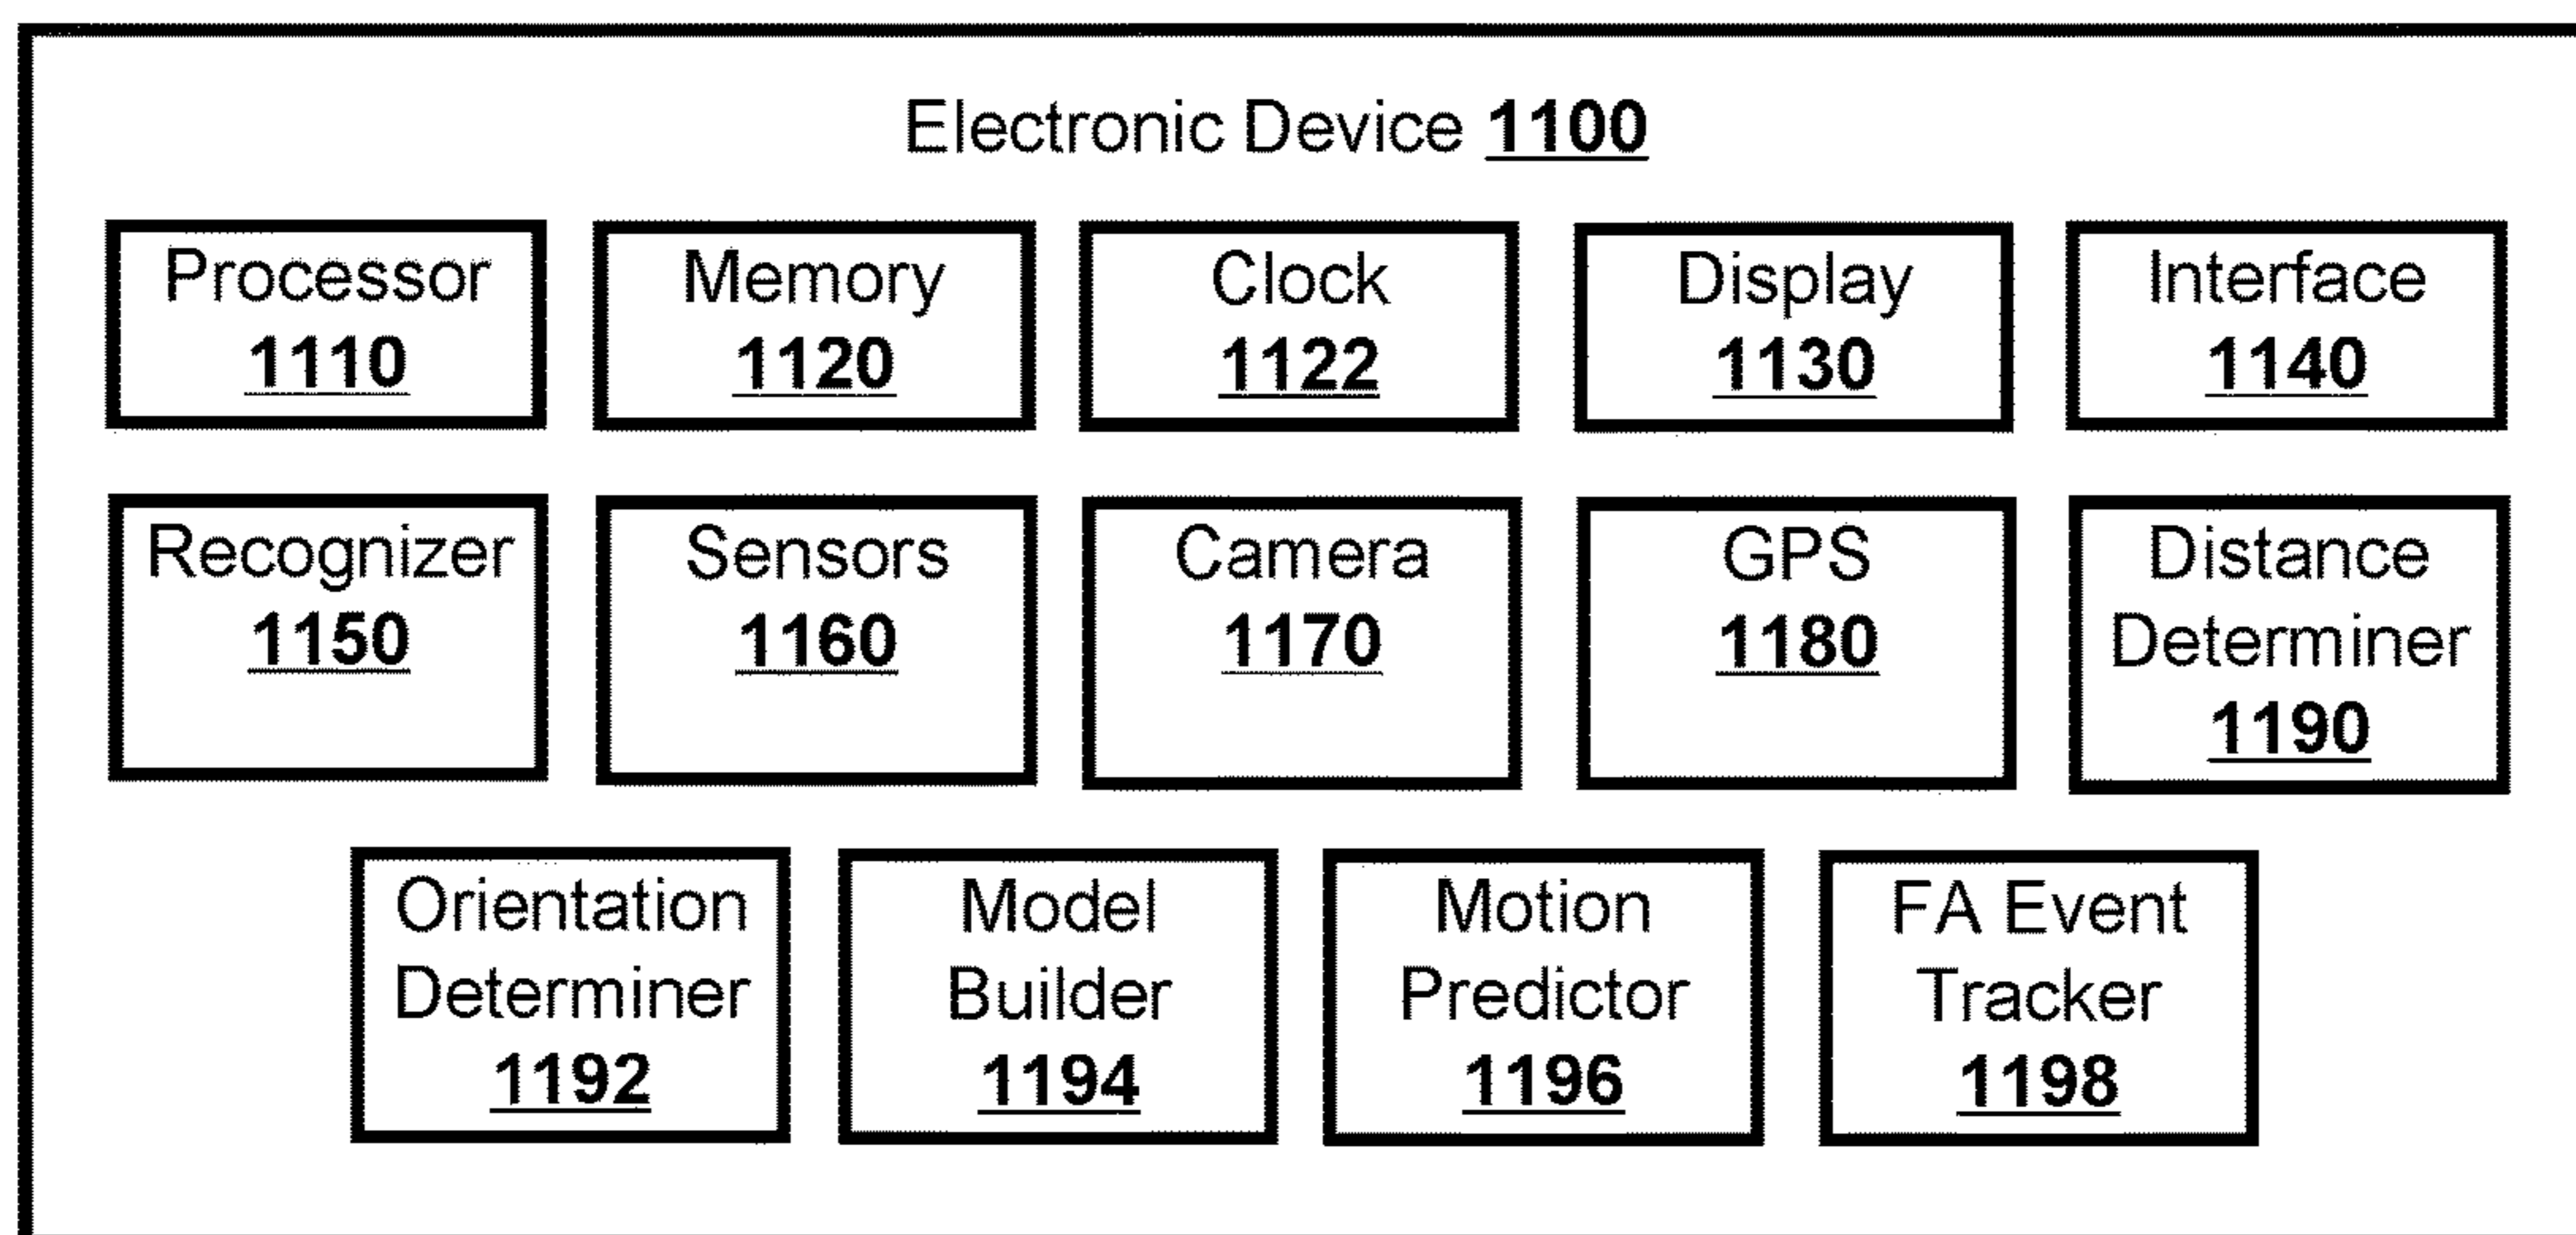 Electronic Device 1100
Processor
1110
Memory
1120
Clock
1122
Display
1130
Interface
1140
Recognizer
1150
Sensors
1160
Camera
1170
GPS
1180
Distance
Determiner
1190
Orientation
Determiner
1192
Model
Builder
1194
Motion
Predictor
1196
FA Event
Tracker
1198